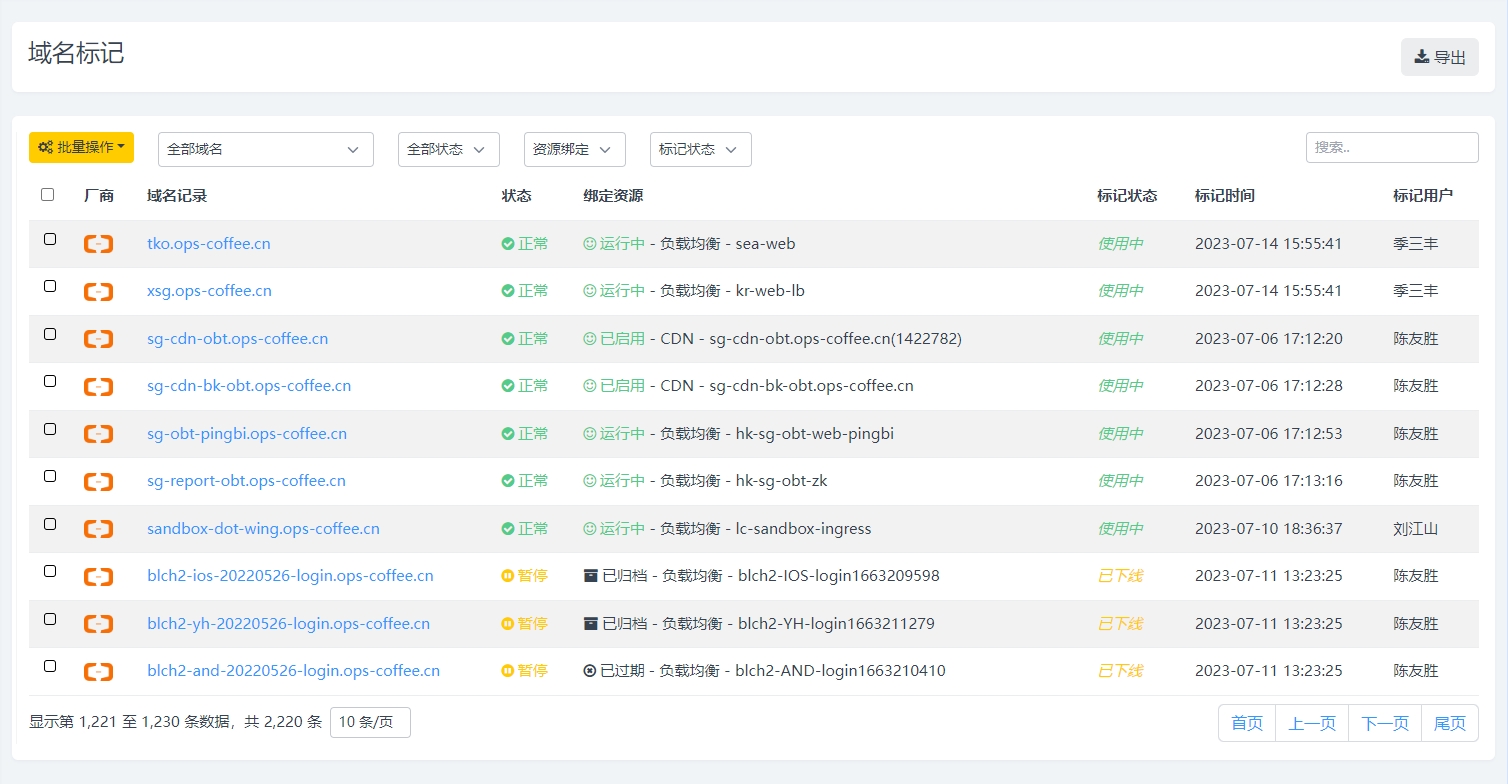 域名标记
导出
批量操作 全部域名 全部状态 资源绑定 标记状态 搜索..
厂商 域名记录 状态 绑定资源 标记状态 标记时间 标记用户
tko.ops-coffee.cn 正常 运行中 - 负载均衡 - sea-web 使用中 2023-07-14 15:55:41 季三丰
xsg.ops-coffee.cn 正常 运行中 - 负载均衡 - kr-web-lb 使用中 2023-07-14 15:55:41 季三丰
sg-cdn-obt.ops-coffee.cn 正常 已启用 - CDN - sg-cdn-obt.ops-coffee.cn(1422782) 使用中 2023-07-06 17:12:20 陈友胜
sg-cdn-bk-obt.ops-coffee.cn 正常 已启用 - CDN - sg-cdn-bk-obt.ops-coffee.cn 使用中 2023-07-06 17:12:28 陈友胜
sg-obt-pingbi.ops-coffee.cn 正常 运行中 - 负载均衡 - hk-sg-obt-web-pingbi 使用中 2023-07-06 17:12:53 陈友胜
sg-report-obt.ops-coffee.cn 正常 运行中 - 负载均衡 - hk-sg-obt-zk 使用中 2023-07-06 17:13:16 陈友胜
sandbox-dot-wing.ops-coffee.cn 正常 运行中 - 负载均衡 - lc-sandbox-ingress 使用中 2023-07-10 18:36:37 刘江山
blch2-ios-20220526-login.ops-coffee.cn 暂停 已归档 - 负载均衡 - blch2-IOS-login1663209598 已下线 2023-07-11 13:23:25 陈友胜
blch2-yh-20220526-login.ops-coffee.cn 暂停 已归档 - 负载均衡 - blch2-YH-login1663211279 已下线 2023-07-11 13:23:25 陈友胜
blch2-and-20220526-login.ops-coffee.cn 暂停 已过期 - 负载均衡 - blch2-AND-login1663210410 已下线 2023-07-11 13:23:25 陈友胜
显示第 1,221 至 1,230 条数据，共 2,220 条 10 条/页 首页 上一页 下一页 尾页